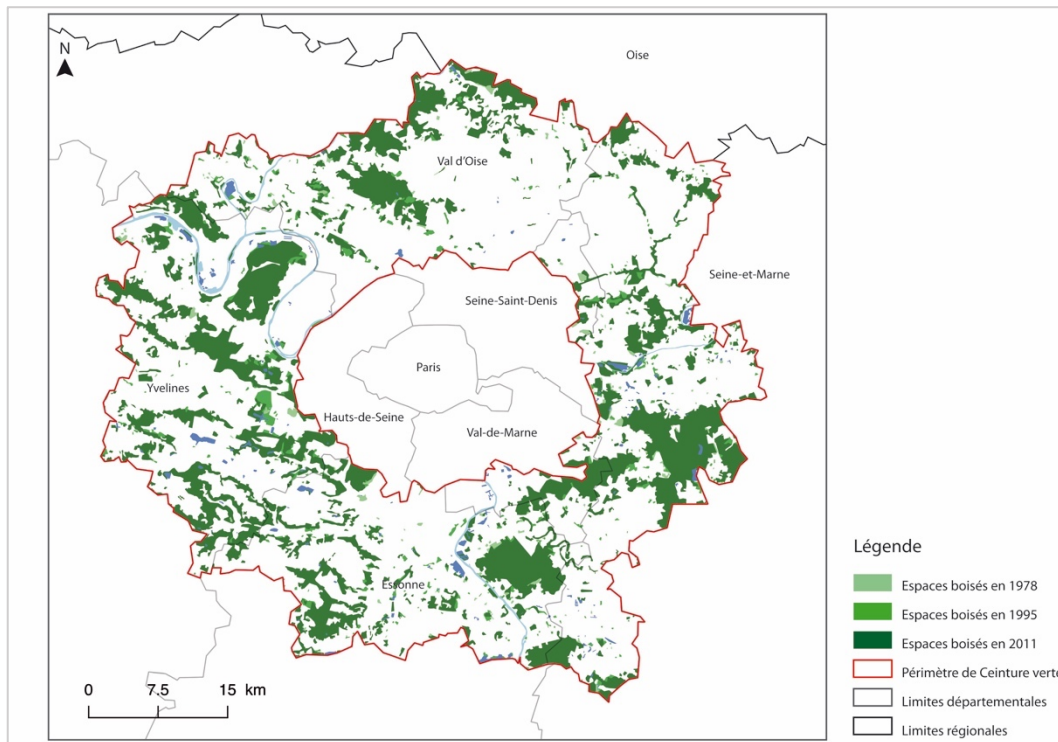 N
Oise
Val d'Oise
Seine-et-Marne
Seine-Saint-Denis
Paris
Yvelines
Hauts-de-Seine
Val-de-Marne
Essonne
Légende
Espaces boisés en 1978
Espaces boisés en 1995
Espaces boisés en 2011
Périmètre de Ceinture verte
Limites départementales
Limites régionales
0 7.5 15 km